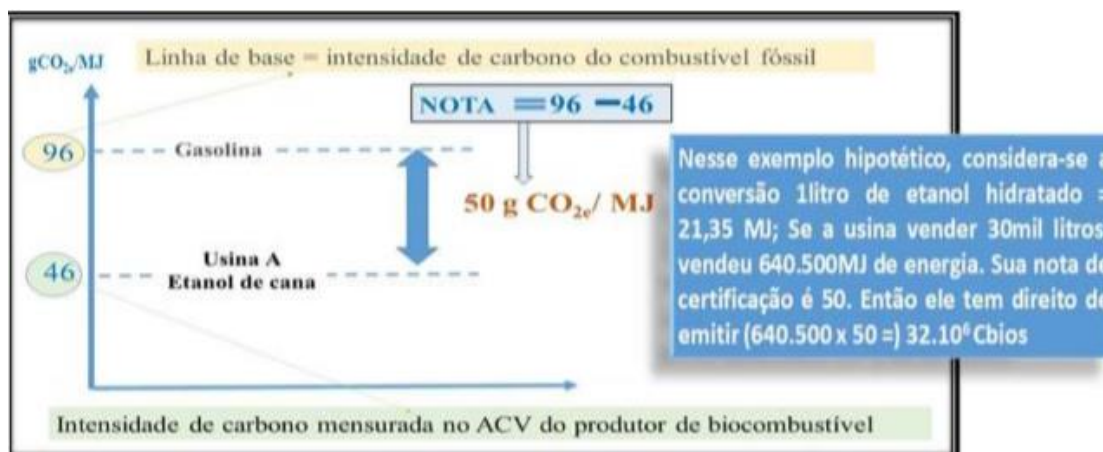 gCO₂ₑ/MJ
Linha de base = intensidade de carbono do combustível fóssil
NOTA =96 −46
96
Gasolina
50 g CO₂ₑ/ MJ
46
Usina A
Etanol de cana
Nesse exemplo hipotético, considera-se a
conversão 1litro de etanol hidratado =
21,35 MJ; Se a usina vender 30mil litros
vendeu 640.500MJ de energia. Sua nota de
certificação é 50. Então ele tem direito de
emitir (640.500 x 50 =) 32.10⁶ Cbios
Intensidade de carbono mensurada no ACV do produtor de biocombustível